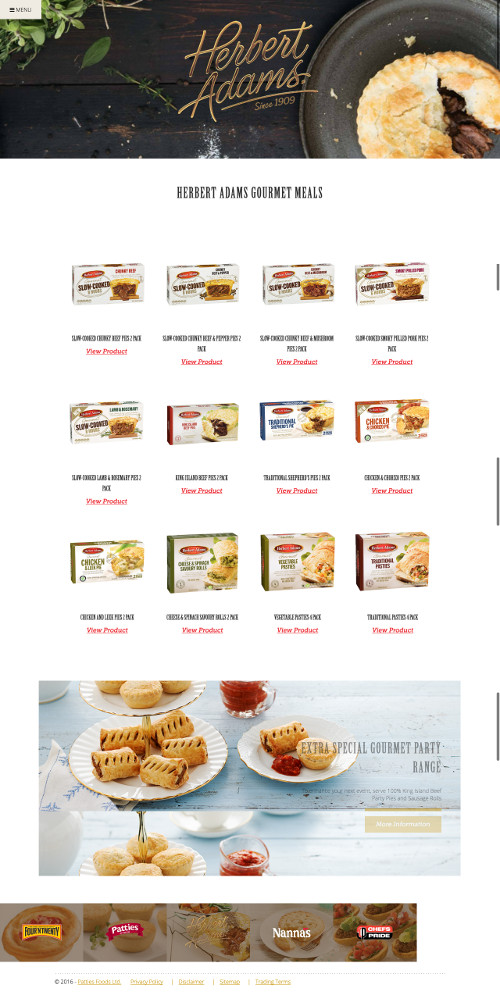 MENU
Herbert
Adams
Since 1909
HERBERT ADAMS GOURMET MEALS
SLOW-COOKED CHUNKY BEEF PIES 2 PACK
View Product
SLOW-COOKED CHUNKY BEEF & PEPPER PIES 2
PACK
View Product
SLOW-COOKED CHUNKY BEEF & MUSHROOM
PIES 2 PACK
View Product
SLOW-COOKED SMOKY PULLED PORK PIES 2
PACK
View Product
SLOW-COOKED LAMB & ROSEMARY PIES 2
PACK
View Product
KING ISLAND BEEF PIES 2 PACK
View Product
TRADITIONAL SHEPHERD'S PIES 2 PACK
View Product
CHICKEN & CHORIZO PIES 2 PACK
View Product
CHICKEN AND LEEK PIES 2 PACK
View Product
CHEESE & SPINACH SAVOURY ROLLS 2 PACK
View Product
VEGETABLE PASTIES 4 PACK
View Product
TRADITIONAL PASTIES 4 PACK
View Product
EXTRA SPECIAL GOURMET PARTY
RANGE
your next event, serve 100% King Island Beef
Party Pies and Sausage Rolls
More Information
FOUR'N TWENTY
Patties
Nannas
CHEFS
PRIDE
© 2016 - Patties Foods Ltd. Privacy Policy | Disclaimer | Sitemap | Trading Terms